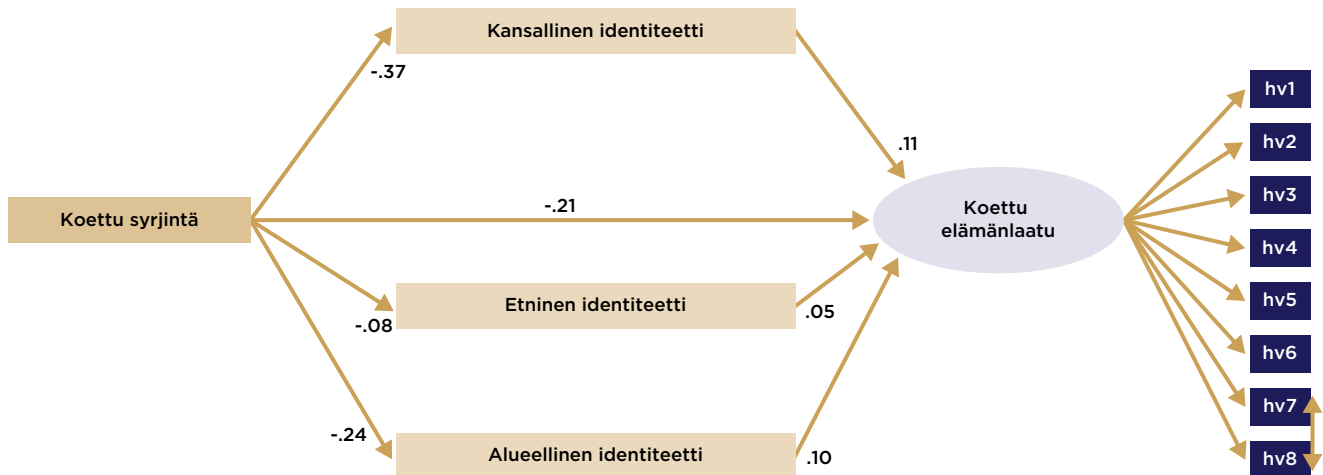 Kansallinen identiteetti
-.37
.11
Koettu syrjintä
-.21
Koettu
elämänlaatu
Etninen identiteetti
-.08
.05
Alueellinen identiteetti
-.24
.10
hv1
hv2
hv3
hv4
hv5
hv6
hv7
hv8